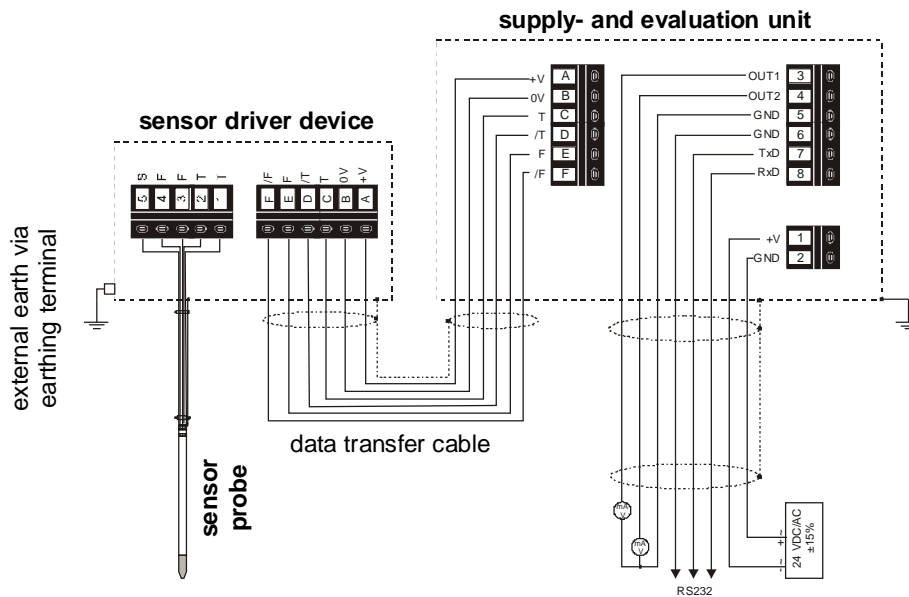 supply- and evaluation unit
sensor driver device
S F F T T
5 4 3 2 1
/F F /T T 0V +V
F E D C B A
+V A
0V B
T C
/T D
F E
/F F
OUT1 3
OUT2 4
GND 5
GND 6
TxD 7
RxD 8
+V 1
GND 2
external earth via
earthing terminal
data transfer cable
sensor
probe
mA
V
mA
V
~ +
~ -
24 VDC/AC
±15%
RS232